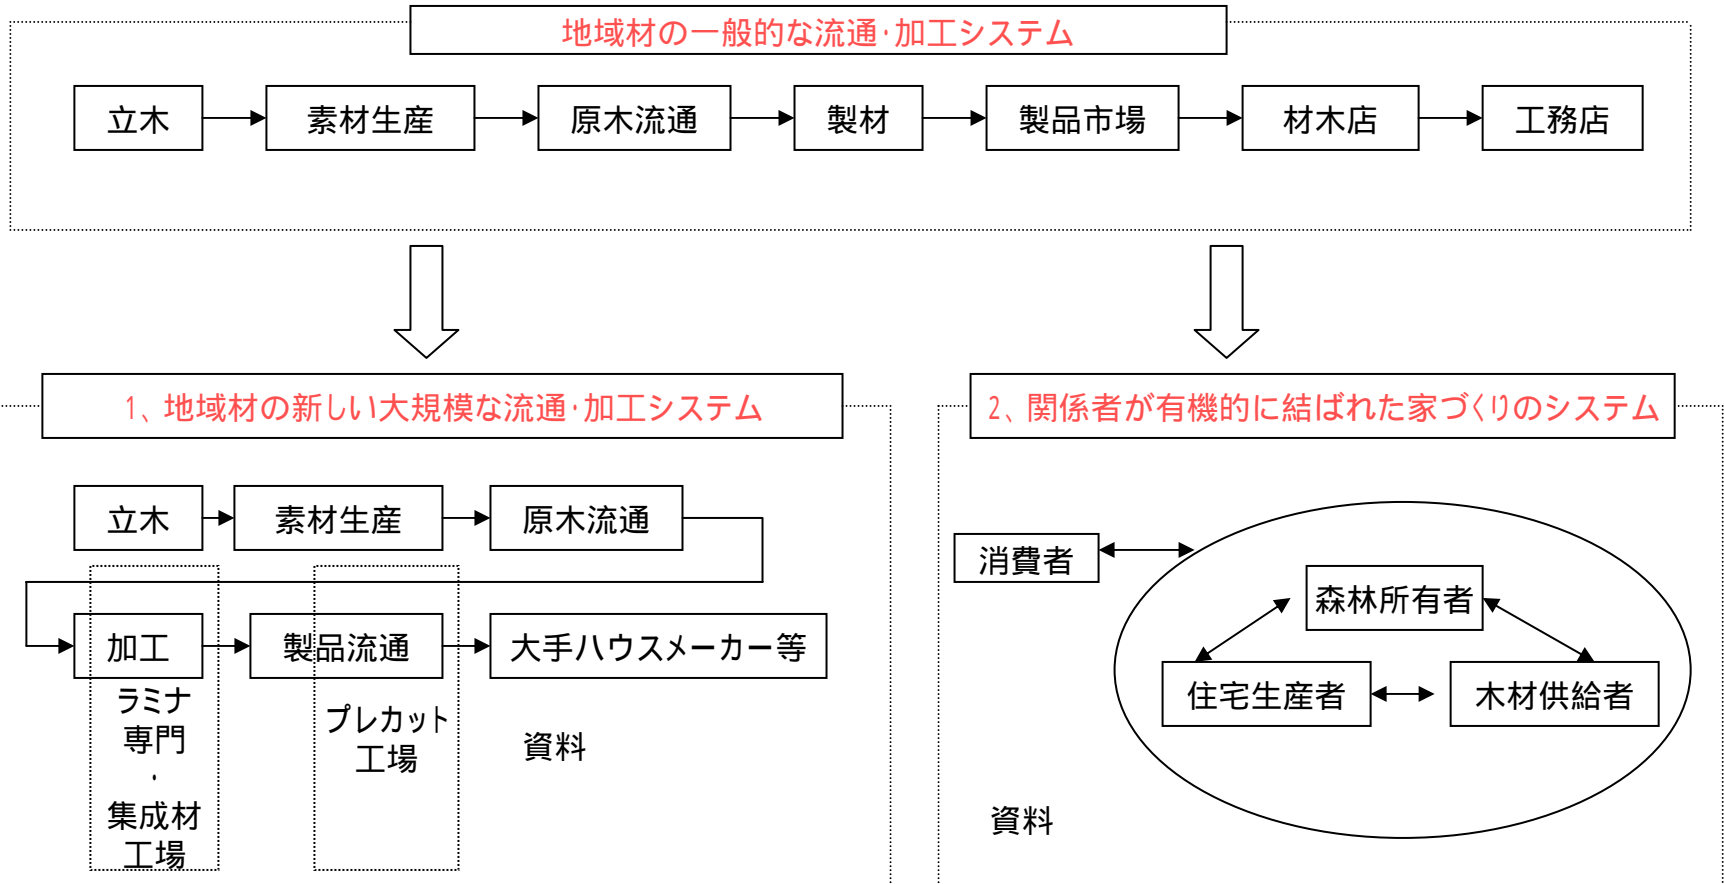 地域材の一般的な流通・加工システム
立木
素材生産
原木流通
製材
製品市場
材木店
工務店
1、地域材の新しい大規模な流通・加工システム
立木
素材生産
原木流通
加工
製品流通
大手ハウスメーカー等
ラミナ
専門
・
集成材
工場
プレカット
工場
資料
2、関係者が有機的に結ばれた家づくりのシステム
消費者
森林所有者
住宅生産者
木材供給者
資料